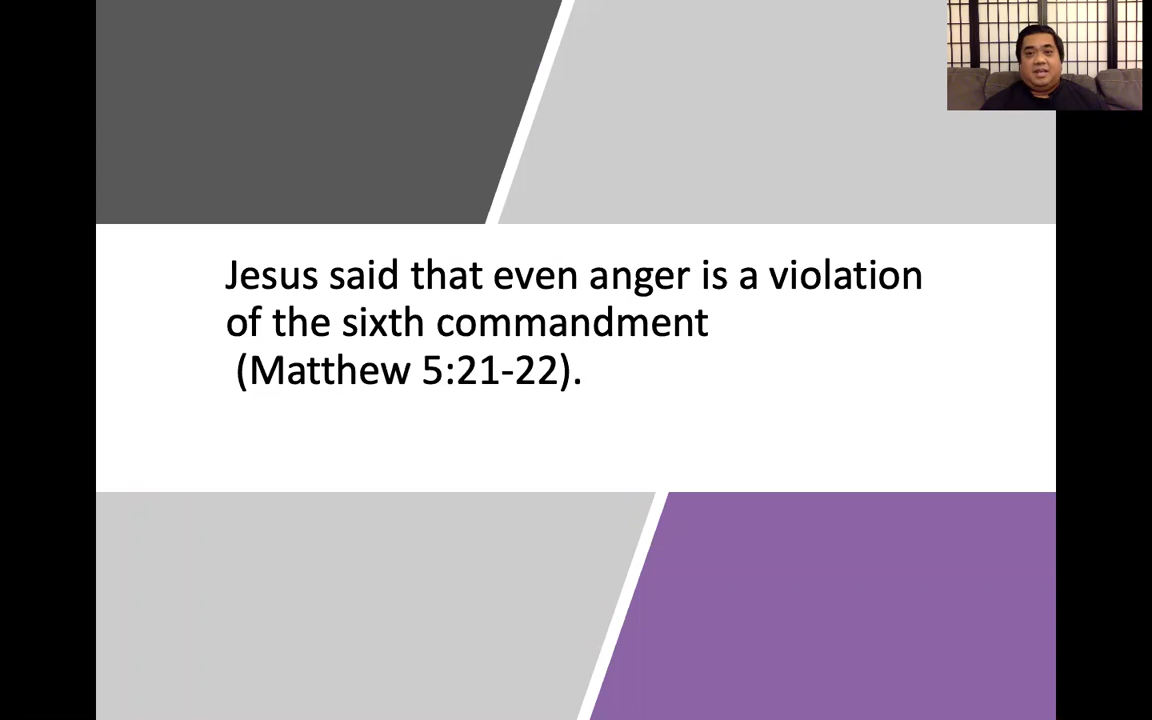 Jesus said that even anger is a violation
of the sixth commandment
(Matthew 5:21-22).